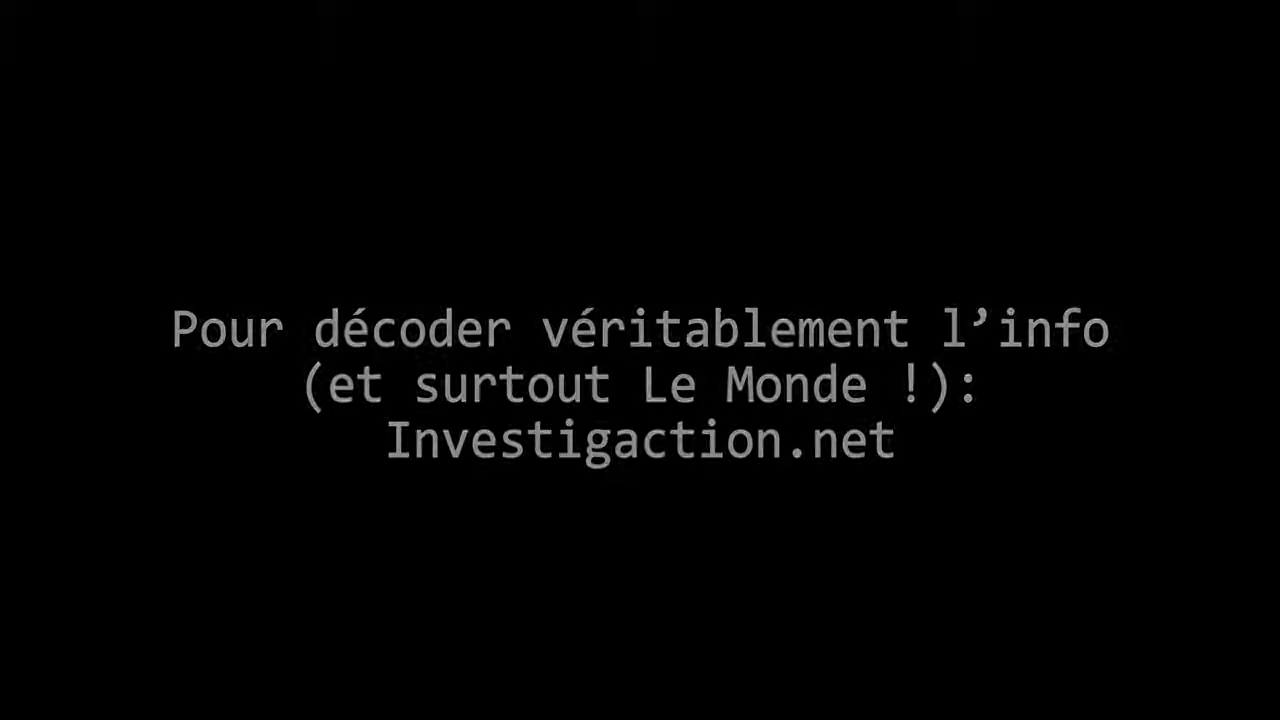 Pour décoder véritablement l’info
(et surtout Le Monde !):
Investigaction.net